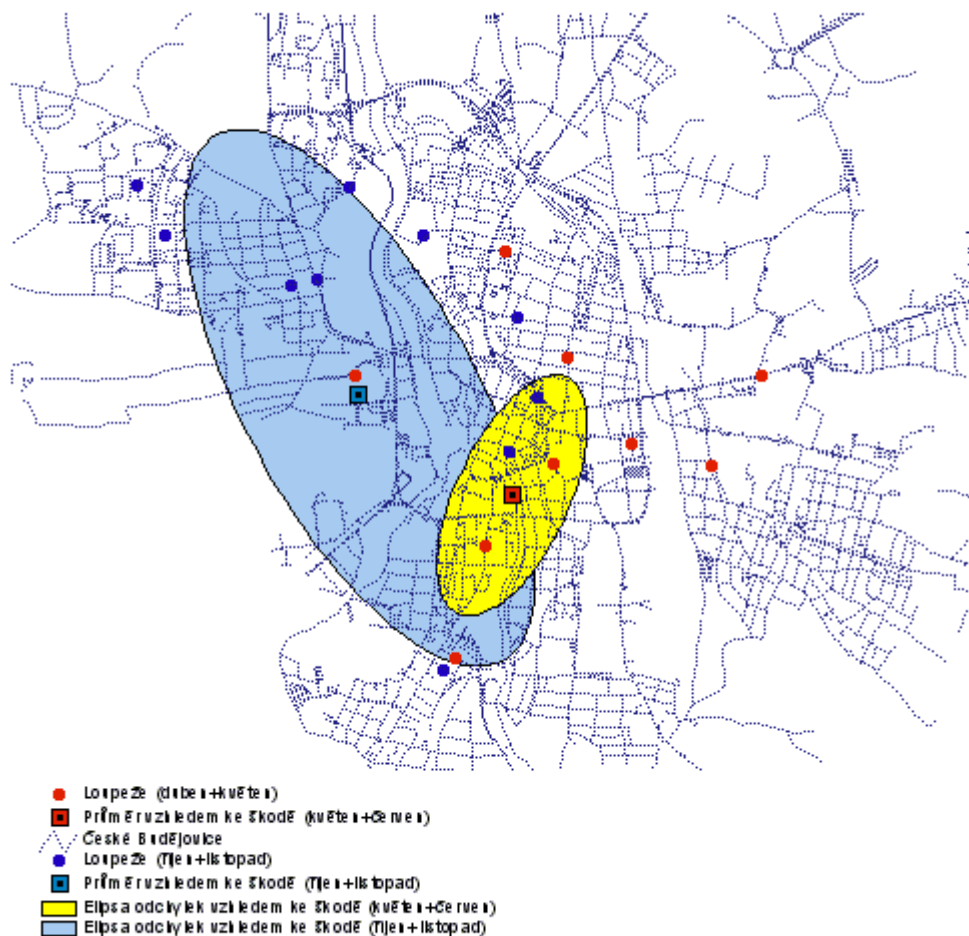 Loupeže (duben+květen)
Průměr vzhledem ke škodě (květen+červen)
České Budějovice
Loupeže (říjen+listopad)
Průměr vzhledem ke škodě (říjen+listopad)
Elipsa odchylek vzhledem ke škodě (květen+červen)
Elipsa odchylek vzhledem ke škodě (říjen+listopad)